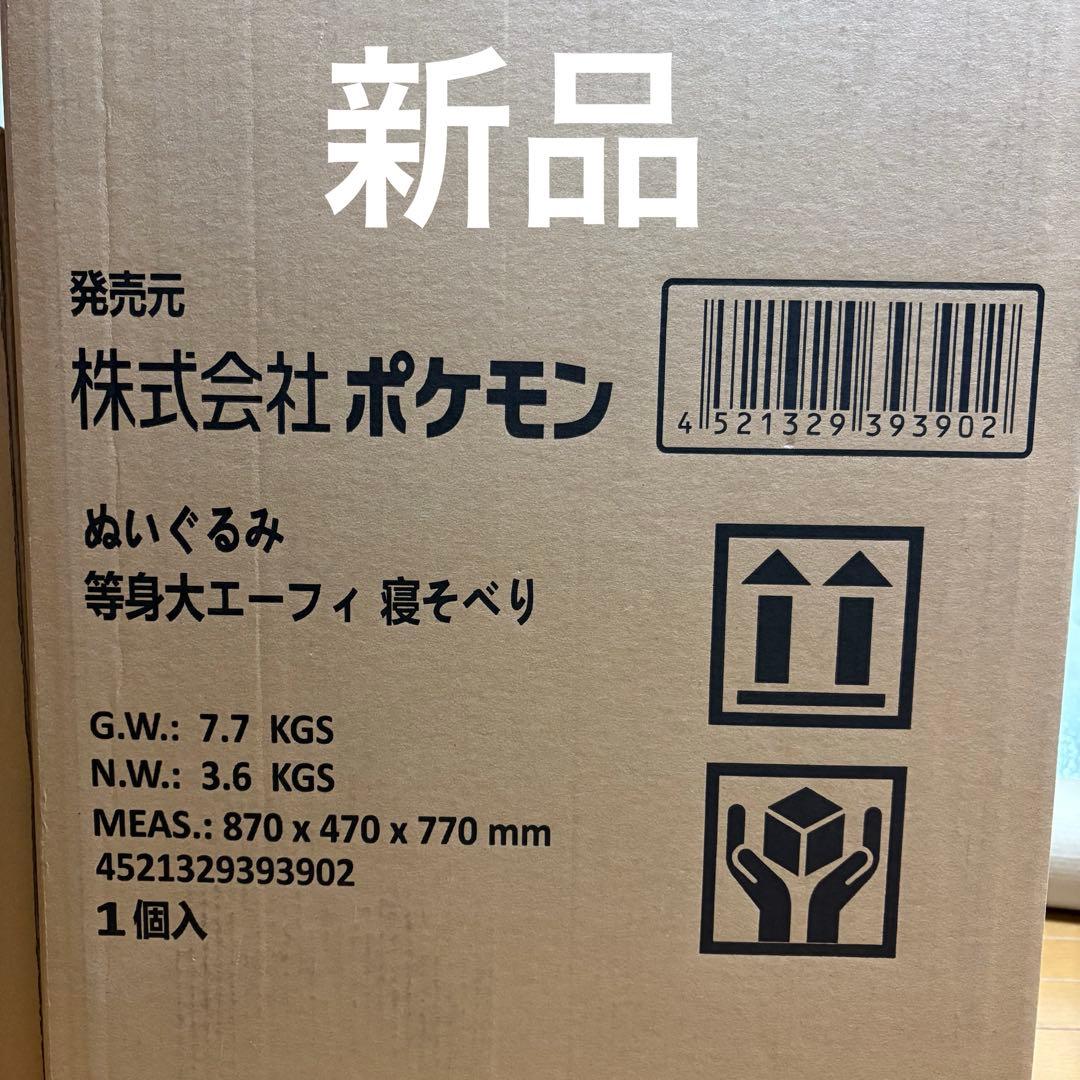 新品
発売元
株式会社ポケモン
4 521329 393902
ぬいぐるみ
等身大エーフィ 寝そべり
G.W.: 7.7 KGS
N.W.: 3.6 KGS
MEAS.: 870 x 470 x 770 mm
4521329393902
1個入